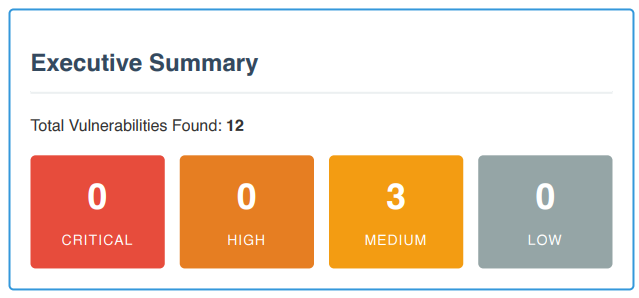 Executive Summary
Total Vulnerabilities Found: 12
0 0 3 0
CRITICAL HIGH MEDIUM LOW